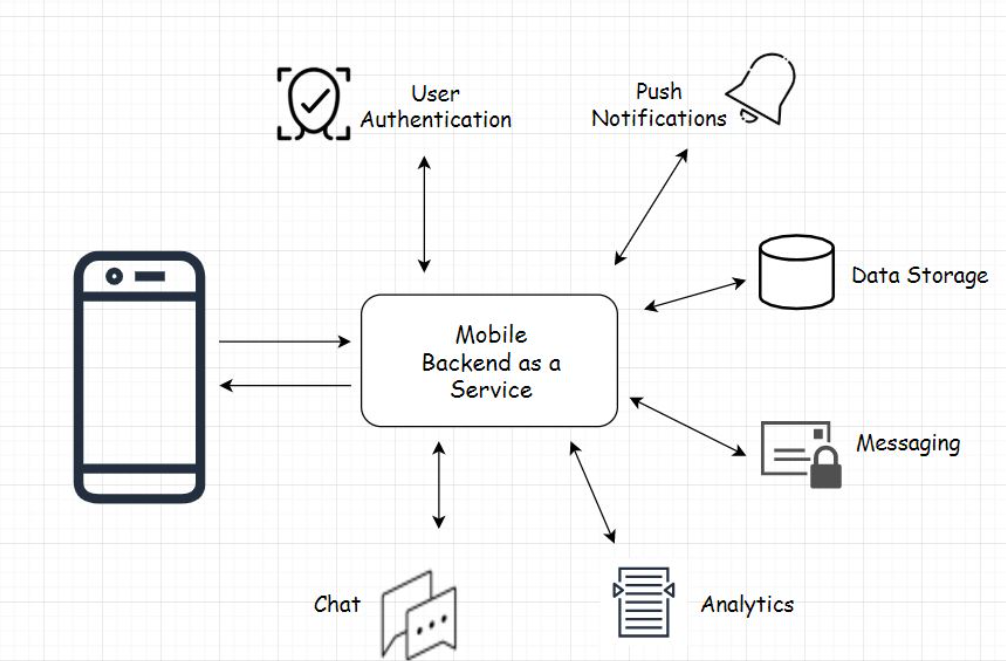 User
Authentication
Push
Notifications
Data Storage
Mobile
Backend as a
Service
Messaging
Chat
Analytics